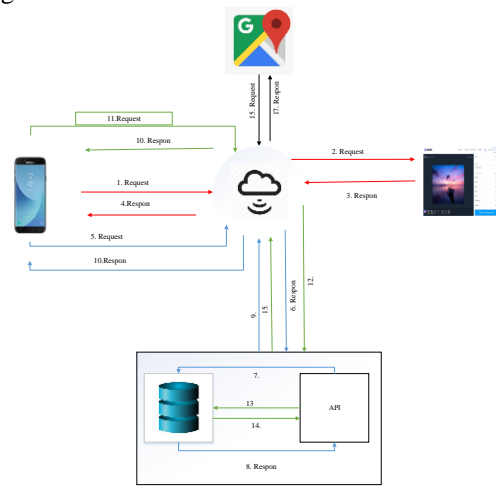 g
G
15. Request
17. Respon
11.Request
10. Respon
2. Request
1. Request
3. Respon
4.Respon
5. Request
10.Respon
9.
15.
6. Respon
12.
7.
13
API
14.
8. Respon